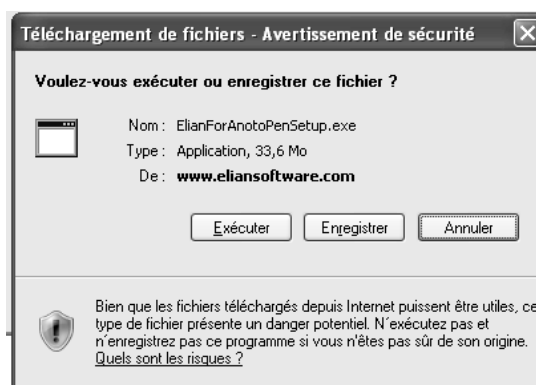 Téléchargement de fichiers - Avertissement de sécurité
Voulez-vous exécuter ou enregistrer ce fichier ?
Nom : ElianForAnotoPenSetup.exe
Type : Application, 33,6 Mo
De : www.eliansoftware.com
Exécuter Enregistrer Annuler
Bien que les fichiers téléchargés depuis Internet puissent être utiles, ce
type de fichier présente un danger potentiel. N'exécutez pas et
n'enregistrez pas ce programme si vous n'êtes pas sûr de son origine.
Quels sont les risques ?